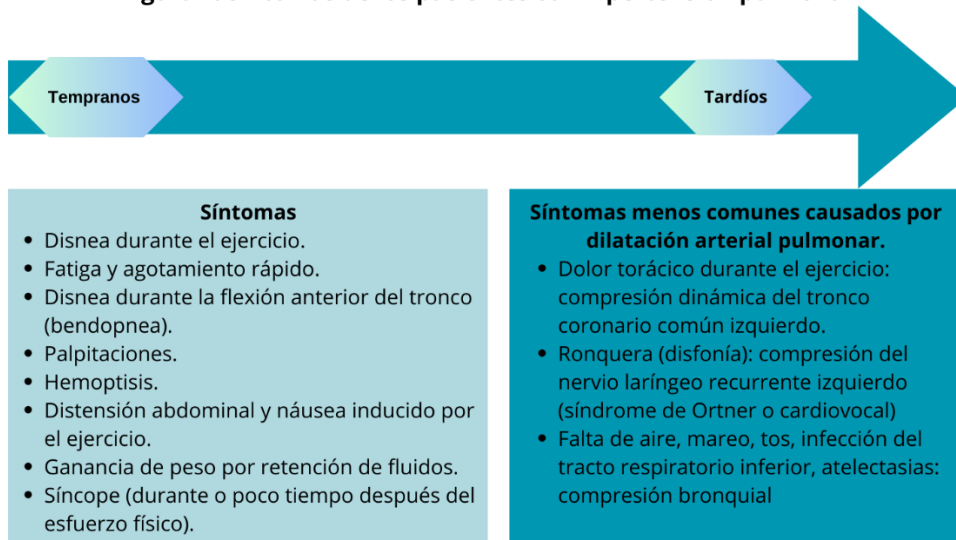 Tempranos
Tardíos
Síntomas
• Disnea durante el ejercicio.
• Fatiga y agotamiento rápido.
• Disnea durante la flexión anterior del tronco
(bendopnea).
• Palpitaciones.
• Hemoptisis.
• Distensión abdominal y náusea inducido por
el ejercicio.
• Ganancia de peso por retención de fluidos.
• Síncope (durante o poco tiempo después del
esfuerzo físico).
Síntomas menos comunes causados por
dilatación arterial pulmonar.
• Dolor torácico durante el ejercicio:
compresión dinámica del tronco
coronario común izquierdo.
• Ronquera (disfonía): compresión del
nervio laríngeo recurrente izquierdo
(síndrome de Ortner o cardiovocal)
• Falta de aire, mareo, tos, infección del
tracto respiratorio inferior, atelectasias:
compresión bronquial